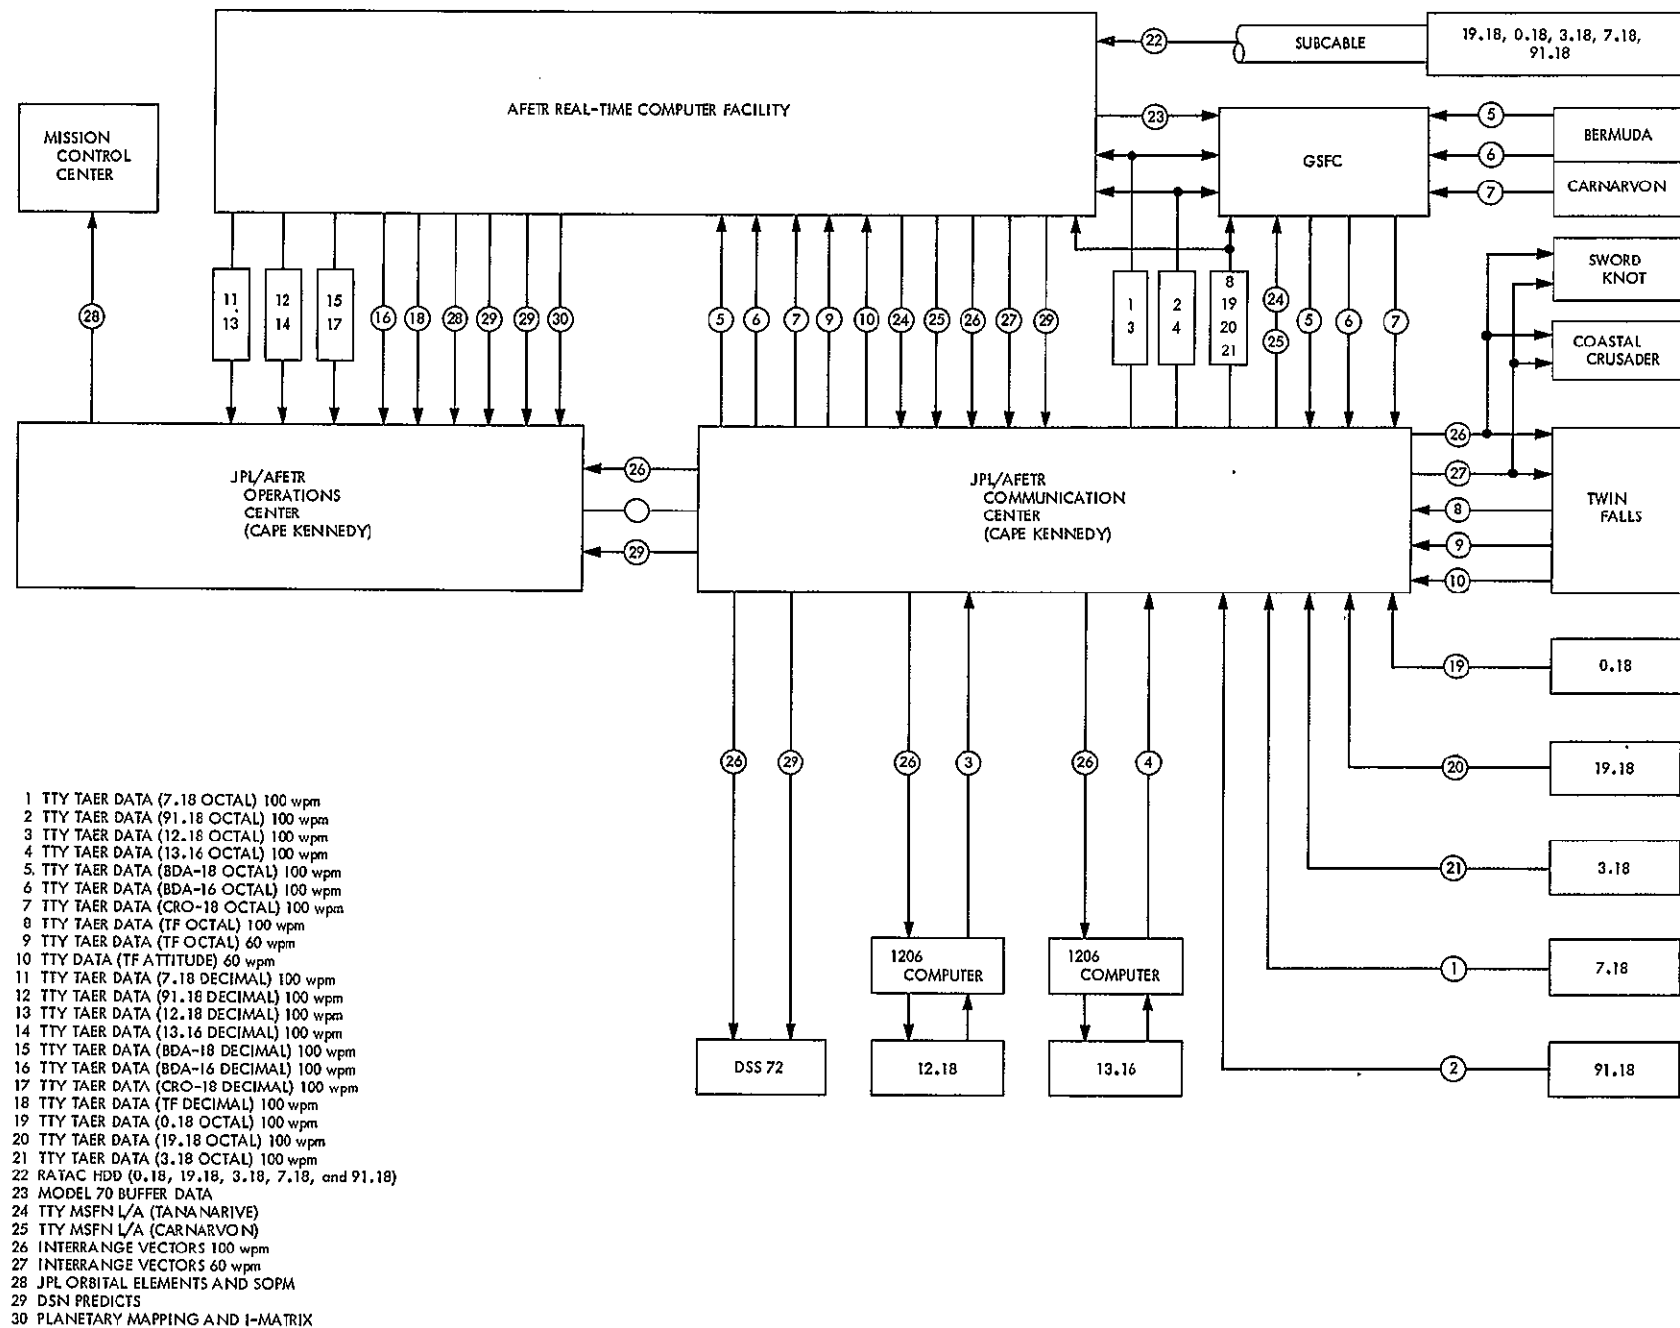 22
SUBCABLE
19.18, 0.18, 3.18, 7.18,
91.18
AFETR REAL-TIME COMPUTER FACILITY
MISSION
CONTROL
CENTER
23
GSFC
5
6
7
BERMUDA
CARNARVON
SWORD
KNOT
COASTAL
CRUSADER
28
11
13
12
14
15
17
16
18
28
29
29
30
5
6
7
9
10
24
25
26
27
29
1
3
2
4
8
19
20
21
24
25
5
6
7
JPL/AFETR
OPERATIONS
CENTER
(CAPE KENNEDY)
26
29
JPL/AFETR
COMMUNICATION
CENTER
(CAPE KENNEDY)
26
27
8
9
10
TWIN
FALLS
19
0.18
20
19.18
21
3.18
1
7.18
2
91.18
26
29
26
3
26
4
1206
COMPUTER
1206
COMPUTER
DSS 72
12.18
13.16
1 TTY TAER DATA (7.18 OCTAL) 100 wpm
2 TTY TAER DATA (91.18 OCTAL) 100 wpm
3 TTY TAER DATA (12.18 OCTAL) 100 wpm
4 TTY TAER DATA (13.16 OCTAL) 100 wpm
5. TTY TAER DATA (BDA-18 OCTAL) 100 wpm
6 TTY TAER DATA (BDA-16 OCTAL) 100 wpm
7 TTY TAER DATA (CRO-18 OCTAL) 100 wpm
8 TTY TAER DATA (TF OCTAL) 100 wpm
9 TTY TAER DATA (TF OCTAL) 60 wpm
10 TTY DATA (TF ATTITUDE) 60 wpm
11 TTY TAER DATA (7.18 DECIMAL) 100 wpm
12 TTY TAER DATA (91.18 DECIMAL) 100 wpm
13 TTY TAER DATA (12.18 DECIMAL) 100 wpm
14 TTY TAER DATA (13.16 DECIMAL) 100 wpm
15 TTY TAER DATA (BDA-18 DECIMAL) 100 wpm
16 TTY TAER DATA (BDA-16 DECIMAL) 100 wpm
17 TTY TAER DATA (CRO-18 DECIMAL) 100 wpm
18 TTY TAER DATA (TF DECIMAL) 100 wpm
19 TTY TAER DATA (0.18 OCTAL) 100 wpm
20 TTY TAER DATA (19.18 OCTAL) 100 wpm
21 TTY TAER DATA (3.18 OCTAL) 100 wpm
22 RATAC HDD (0.18, 19.18, 3.18, 7.18, and 91.18)
23 MODEL 70 BUFFER DATA
24 TTY MSFN L/A (TANANARIVE)
25 TTY MSFN L/A (CARNARVON)
26 INTERRANGE VECTORS 100 wpm
27 INTERRANGE VECTORS 60 wpm
28 JPL ORBITAL ELEMENTS AND SOPM
29 DSN PREDICTS
30 PLANETARY MAPPING AND I-MATRIX